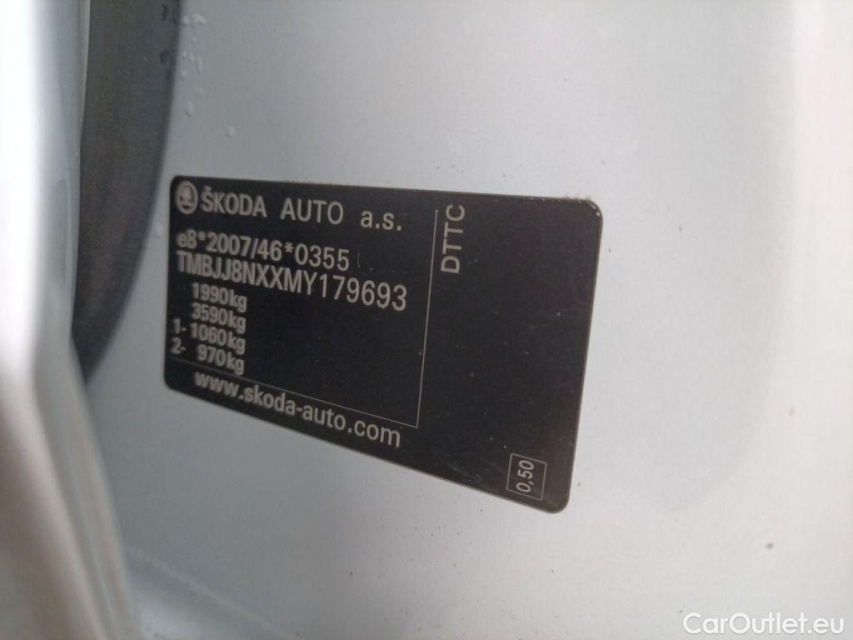 ŠKODA AUTO a.s.
e8*2007/46*0355
TMBJJ8NXXMY179693
1990kg
3590kg
1- 1060kg
2- 970kg
www.skoda-auto.com
DTTC
0,50
CarOutlet.eu